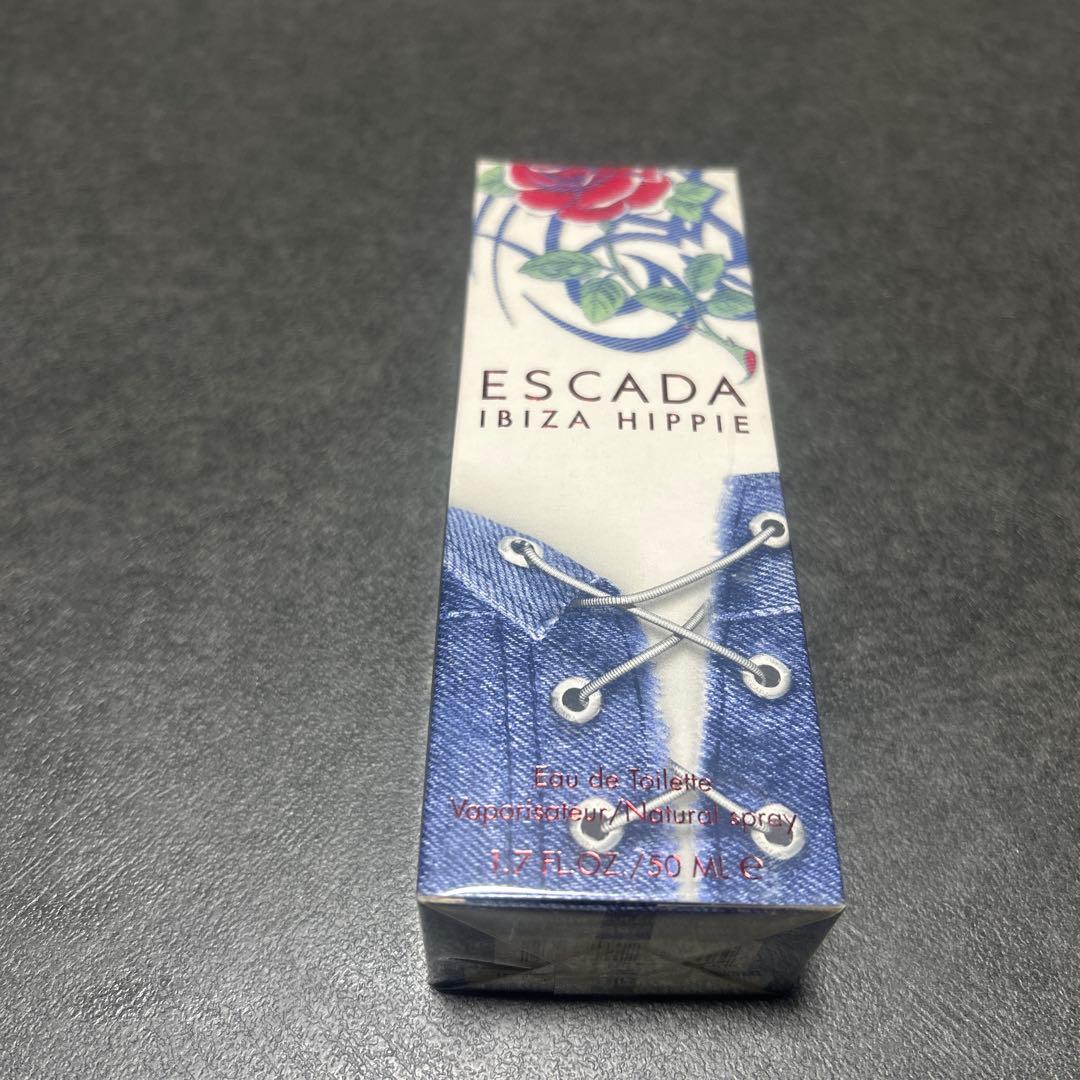 ESCADA
IBIZA HIPPIE
Eau de Toilette
Vaporisateur/Natural spray
1.7 FL.OZ./50 ML e